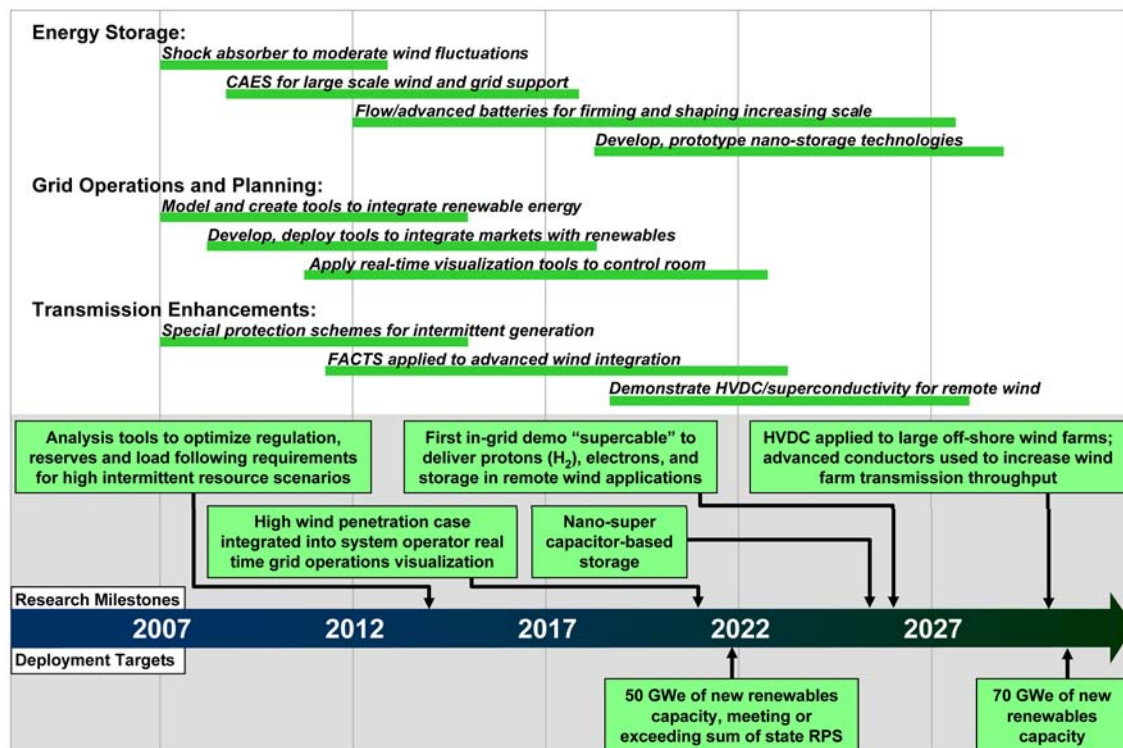 Energy Storage:
Shock absorber to moderate wind fluctuations
CAES for large scale wind and grid support
Flow/advanced batteries for firming and shaping increasing scale
Develop, prototype nano-storage technologies
Grid Operations and Planning:
Model and create tools to integrate renewable energy
Develop, deploy tools to integrate markets with renewables
Apply real-time visualization tools to control room
Transmission Enhancements:
Special protection schemes for intermittent generation
FACTS applied to advanced wind integration
Demonstrate HVDC/superconductivity for remote wind
Analysis tools to optimize regulation,
reserves and load following requirements
for high intermittent resource scenarios
First in-grid demo “supercable” to
deliver protons (H₂), electrons, and
storage in remote wind applications
HVDC applied to large off-shore wind farms;
advanced conductors used to increase wind
farm transmission throughput
High wind penetration case
integrated into system operator real
time grid operations visualization
Nano-super
capacitor-based
storage
Research Milestones
2007 2012 2017 2022 2027
Deployment Targets
50 GWe of new renewables
capacity, meeting or
exceeding sum of state RPS
70 GWe of new
renewables
capacity